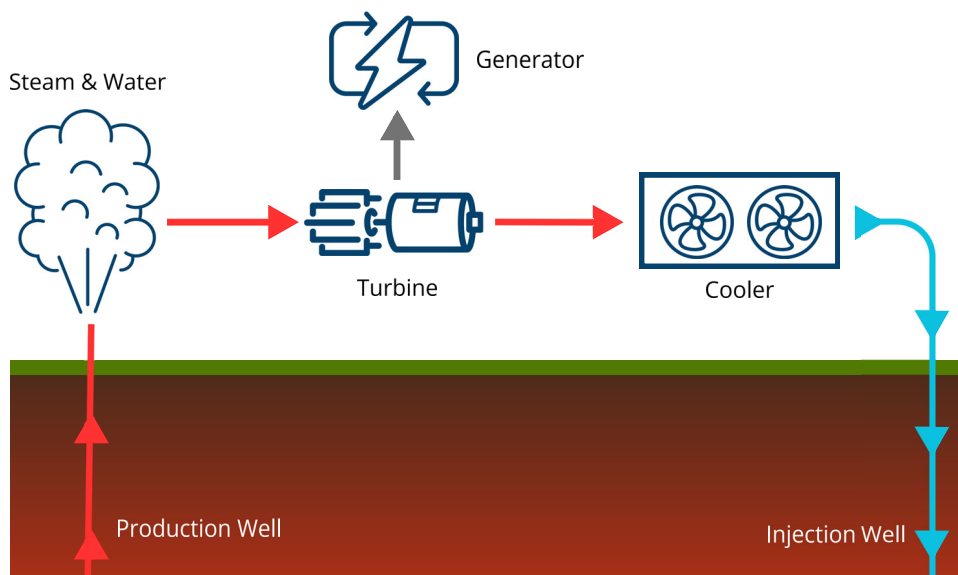 Generator
Steam & Water
Turbine
Cooler
Production Well
Injection Well